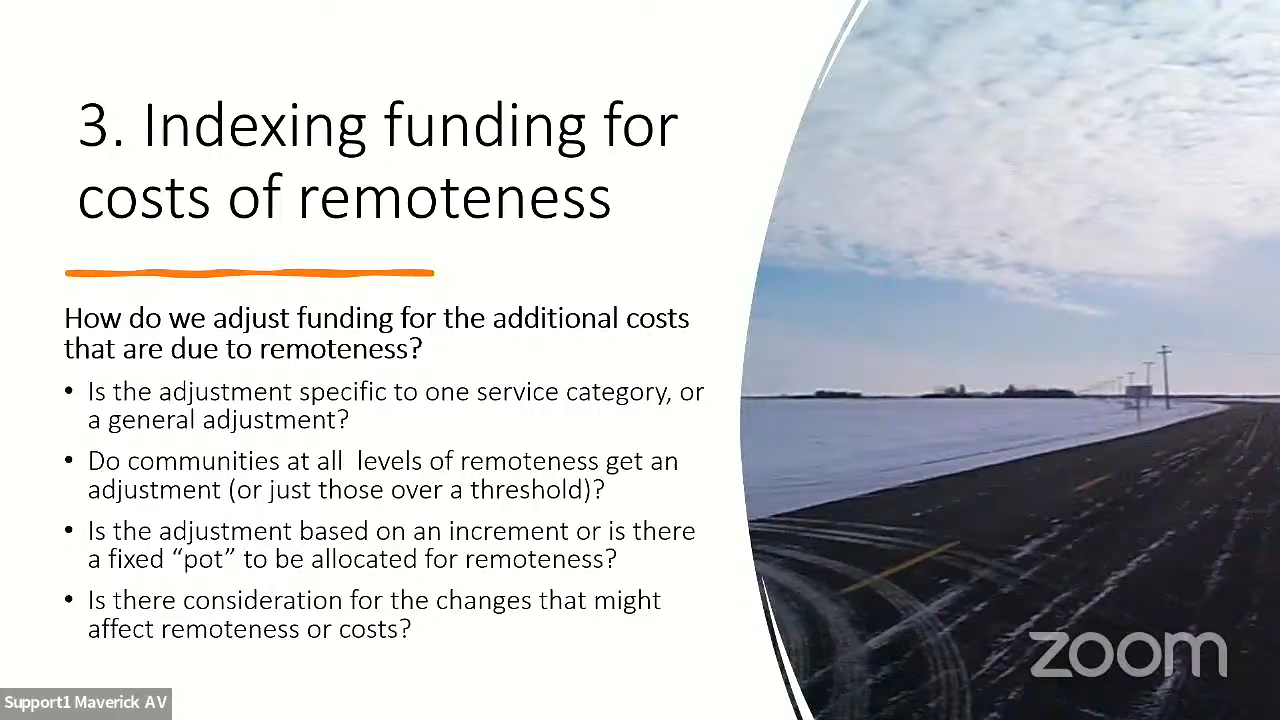 3. Indexing funding for
costs of remoteness
How do we adjust funding for the additional costs
that are due to remoteness?
• Is the adjustment specific to one service category, or
a general adjustment?
• Do communities at all levels of remoteness get an
adjustment (or just those over a threshold)?
• Is the adjustment based on an increment or is there
a fixed “pot” to be allocated for remoteness?
• Is there consideration for the changes that might
affect remoteness or costs?
zoom
Support1 Maverick AV